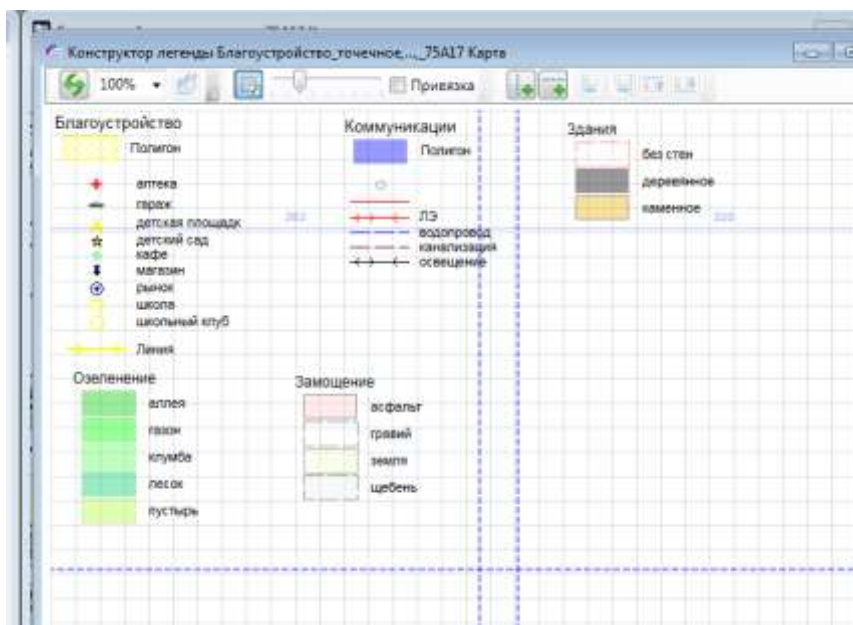 Конструктор легенды Благоустройство_точечное,..._75A17 Карта
100%
Привязка
Благоустройство
Полигон
аптека
гараж
детская площадк
детский сад
кафе
магазин
рынок
школа
школьный клуб
Линия
Коммуникации
Полигон
ЛЭ
водопровод
канализация
освещение
Здания
без стен
деревянное
каменное
Озеленение
аллея
газон
клумба
лесок
пустырь
Замощение
асфальт
гравий
земля
щебень